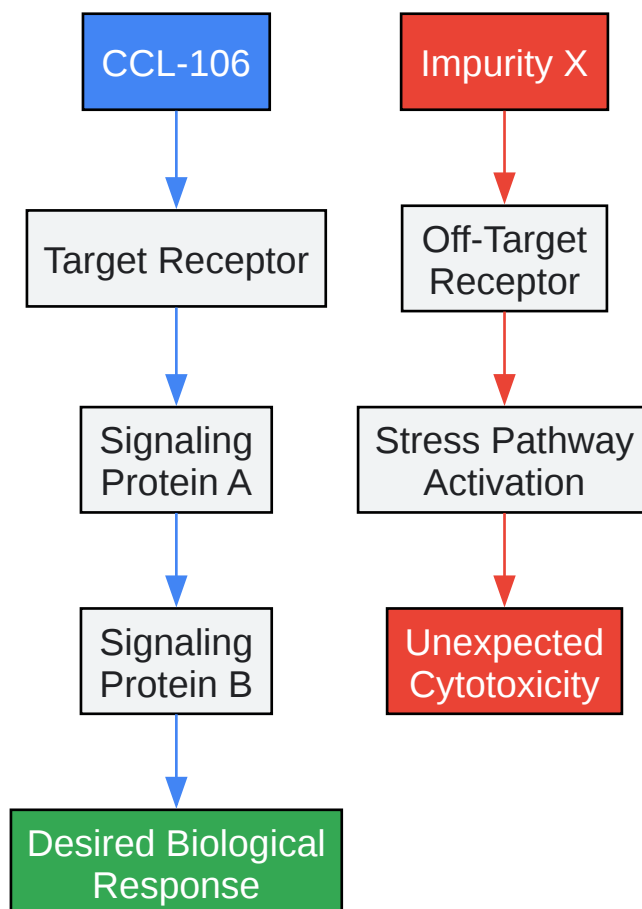 CCL-106
Target Receptor
Signaling
Protein A
Signaling
Protein B
Desired Biological
Response
Impurity X
Off-Target
Receptor
Stress Pathway
Activation
Unexpected
Cytotoxicity